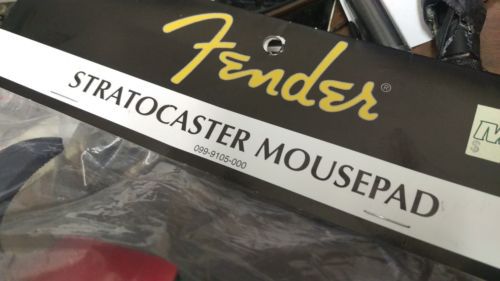 Fender®
STRATOCASTER MOUSEPAD
099-9105-000
$